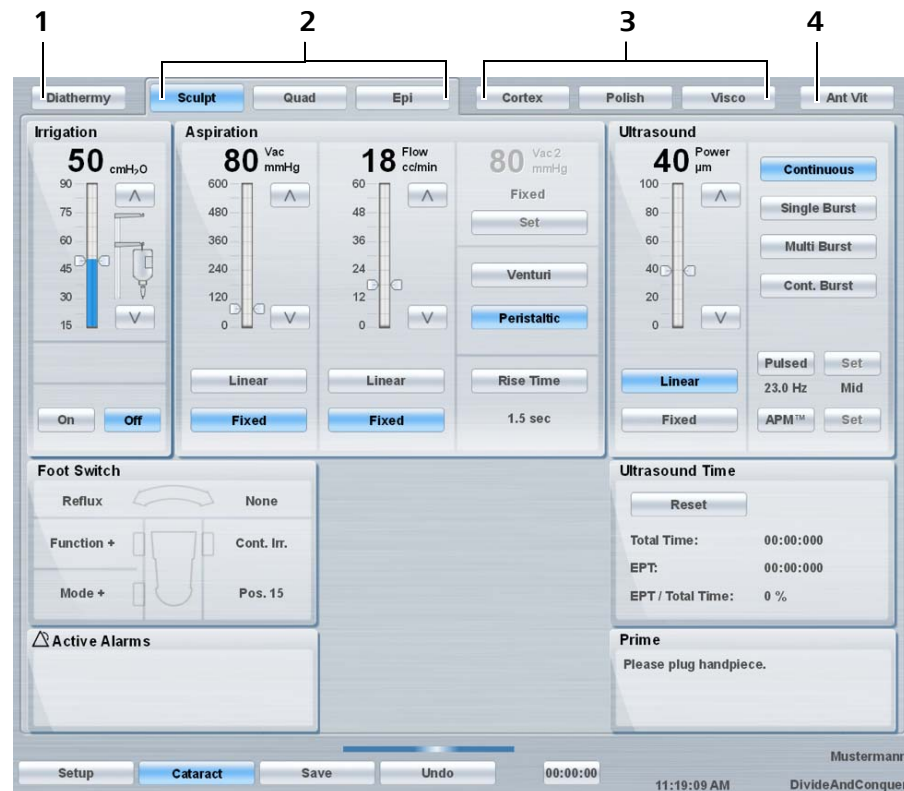 1 2 3 4
Diathermy Sculpt Quad Epi Cortex Polish Visco Ant Vit
Irrigation
50 cmH₂O
90
75
60
45
30
15
On Off
Aspiration
80 Vac mmHg
600
480
360
240
120
0
Linear
Fixed
18 Flow cc/min
60
48
36
24
12
0
Linear
Fixed
80 Vac 2 mmHg
Fixed
Set
Venturi
Peristaltic
Rise Time
1.5 sec
Ultrasound
40 Power µm
100
80
60
40
20
0
Linear
Fixed
Continuous
Single Burst
Multi Burst
Cont. Burst
Pulsed Set
23.0 Hz Mid
APM™ Set
Foot Switch
Reflux None
Function + Cont. Irr.
Mode + Pos. 15
Active Alarms
Ultrasound Time
Reset
Total Time: 00:00:000
EPT: 00:00:000
EPT / Total Time: 0 %
Prime
Please plug handpiece.
Setup Cataract Save Undo 00:00:00
11:19:09 AM
Mustermann
DivideAndConquer